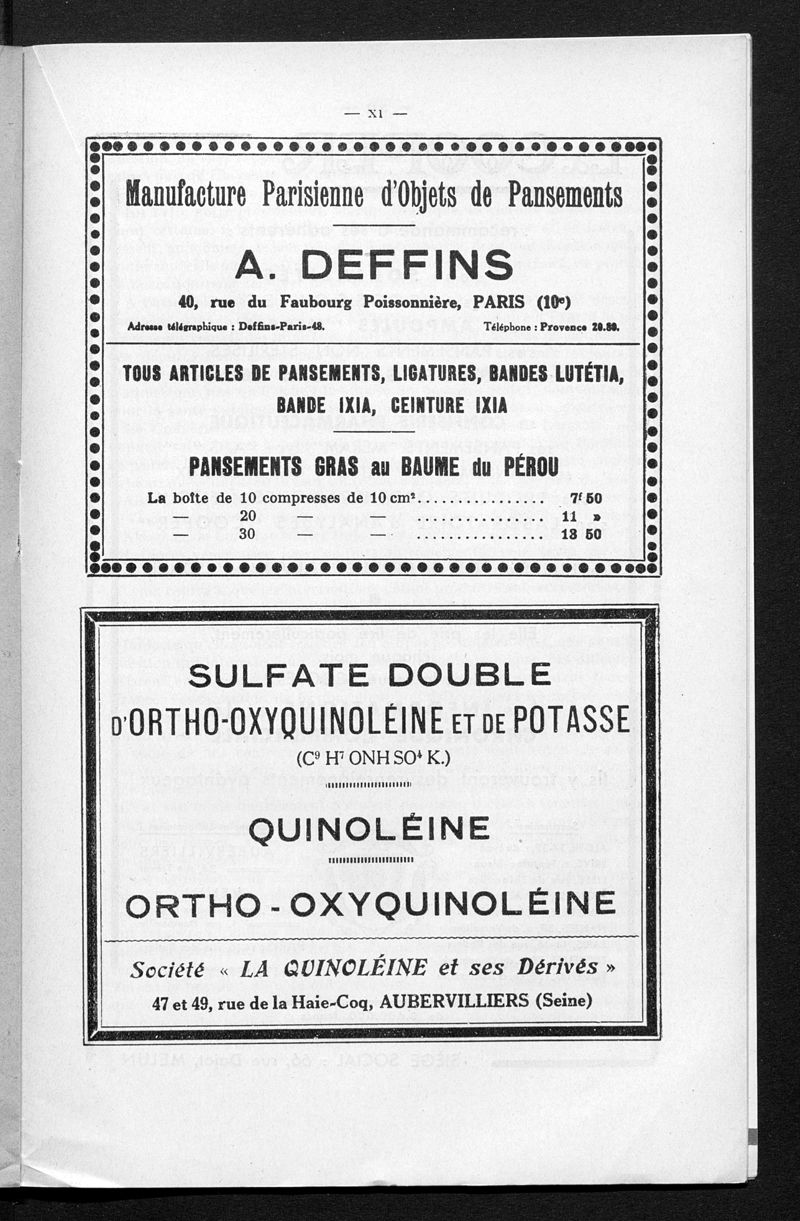 — XI —
Manufacture Parisienne d'Objets de Pansements
A. DEFFINS
40, rue du Faubourg Poissonnière, PARIS (10e)
Adresse télégraphique : Deffins-Paris-48. Téléphone : Provence 20.80.
TOUS ARTICLES DE PANSEMENTS, LIGATURES, BANDES LUTÉTIA,
BANDE IXIA, CEINTURE IXIA
PANSEMENTS GRAS au BAUME du PÉROU
La boîte de 10 compresses de 10 cm²................ 7f 50
— 20 — — ................ 11 »
— 30 — — ................ 13 50
SULFATE DOUBLE
D'ORTHO-OXYQUINOLÉINE ET DE POTASSE
(C⁹ H⁷ ONH SO⁴ K.)
QUINOLÉINE
ORTHO - OXYQUINOLÉINE
Société « LA QUINOLÉINE et ses Dérivés »
47 et 49, rue de la Haie-Coq, AUBERVILLIERS (Seine)